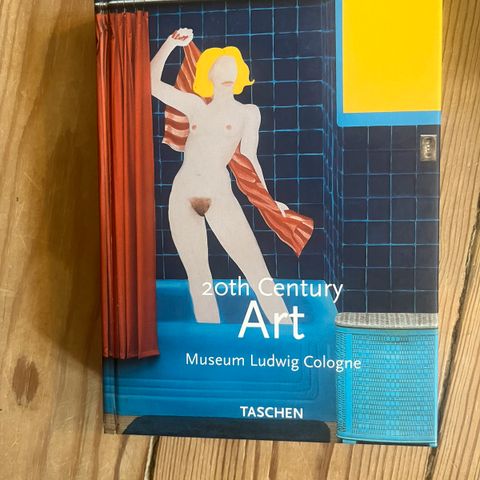 20th Century
Art
Museum Ludwig Cologne
TASCHEN